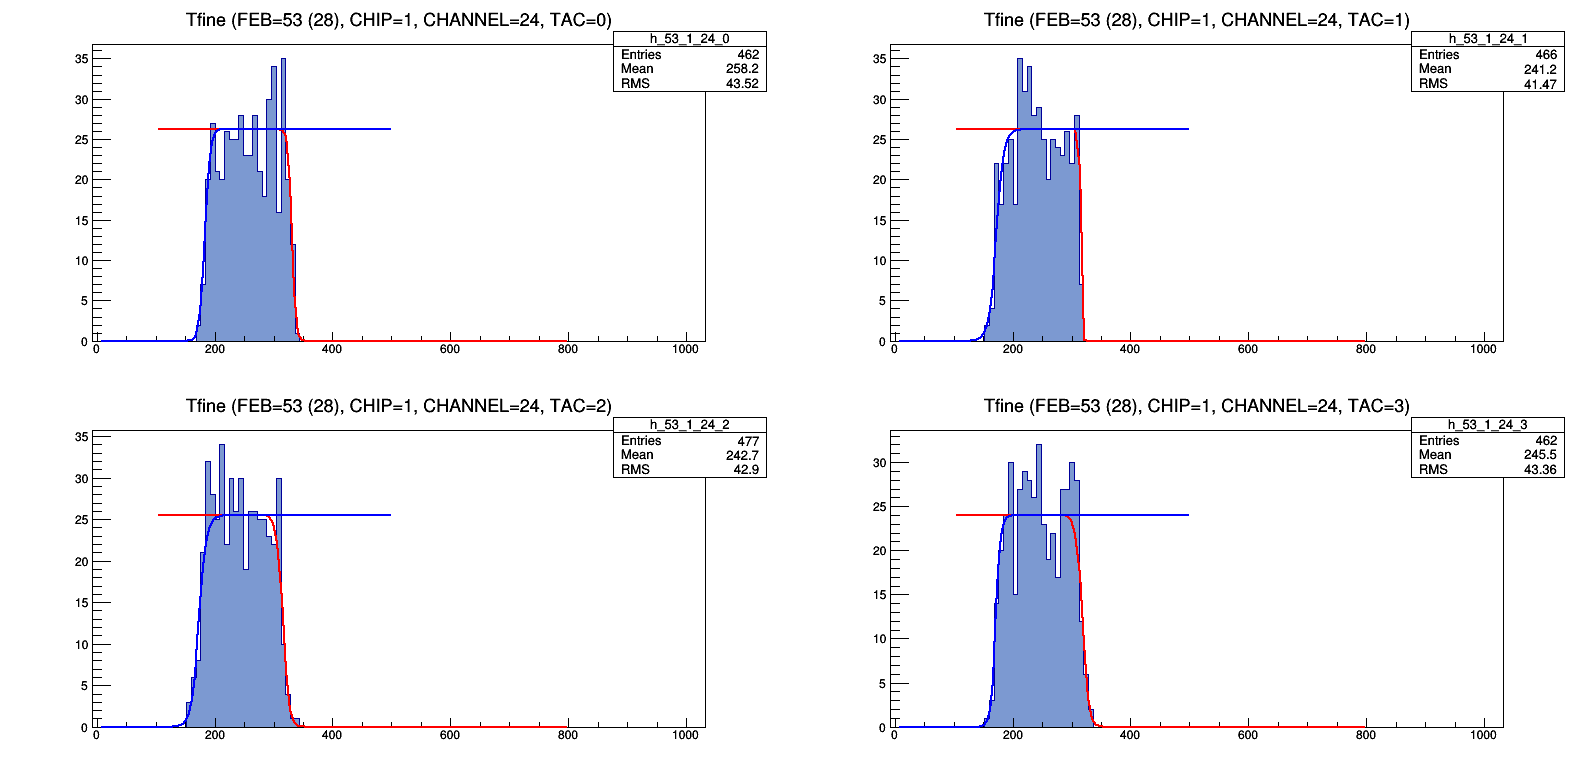 Tfine (FEB=53 (28), CHIP=1, CHANNEL=24, TAC=0)
h_53_1_24_0
Entries 462
Mean 258.2
RMS 43.52
35
30
25
20
15
10
5
0
0 200 400 600 800 1000
Tfine (FEB=53 (28), CHIP=1, CHANNEL=24, TAC=1)
h_53_1_24_1
Entries 466
Mean 241.2
RMS 41.47
35
30
25
20
15
10
5
0
0 200 400 600 800 1000
Tfine (FEB=53 (28), CHIP=1, CHANNEL=24, TAC=2)
h_53_1_24_2
Entries 477
Mean 242.7
RMS 42.9
35
30
25
20
15
10
5
0
0 200 400 600 800 1000
Tfine (FEB=53 (28), CHIP=1, CHANNEL=24, TAC=3)
h_53_1_24_3
Entries 462
Mean 245.5
RMS 43.36
30
25
20
15
10
5
0
0 200 400 600 800 1000